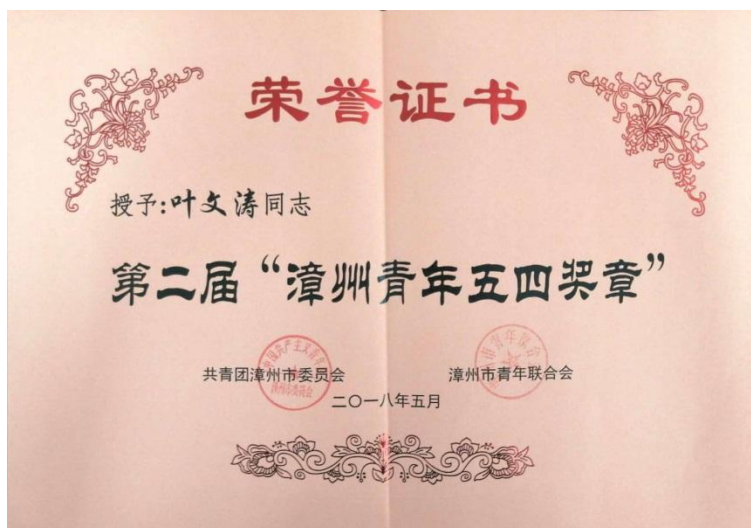 荣誉证书
授予:叶文涛同志
第二届“漳州青年五四奖章”
共青团漳州市委员会 漳州市青年联合会
二〇一八年五月